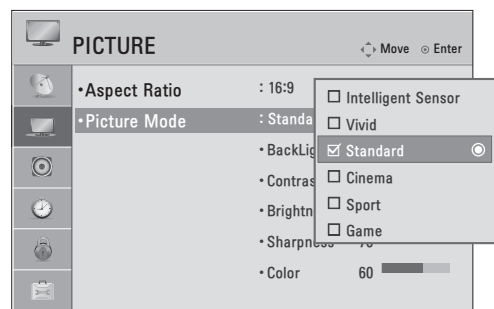 PICTURE
Move Enter
•Aspect Ratio : 16:9
•Picture Mode : Standa
• BackLig
• Contras
• Brightn
• Sharpness 70
• Color 60
Intelligent Sensor
Vivid
Standard
Cinema
Sport
Game